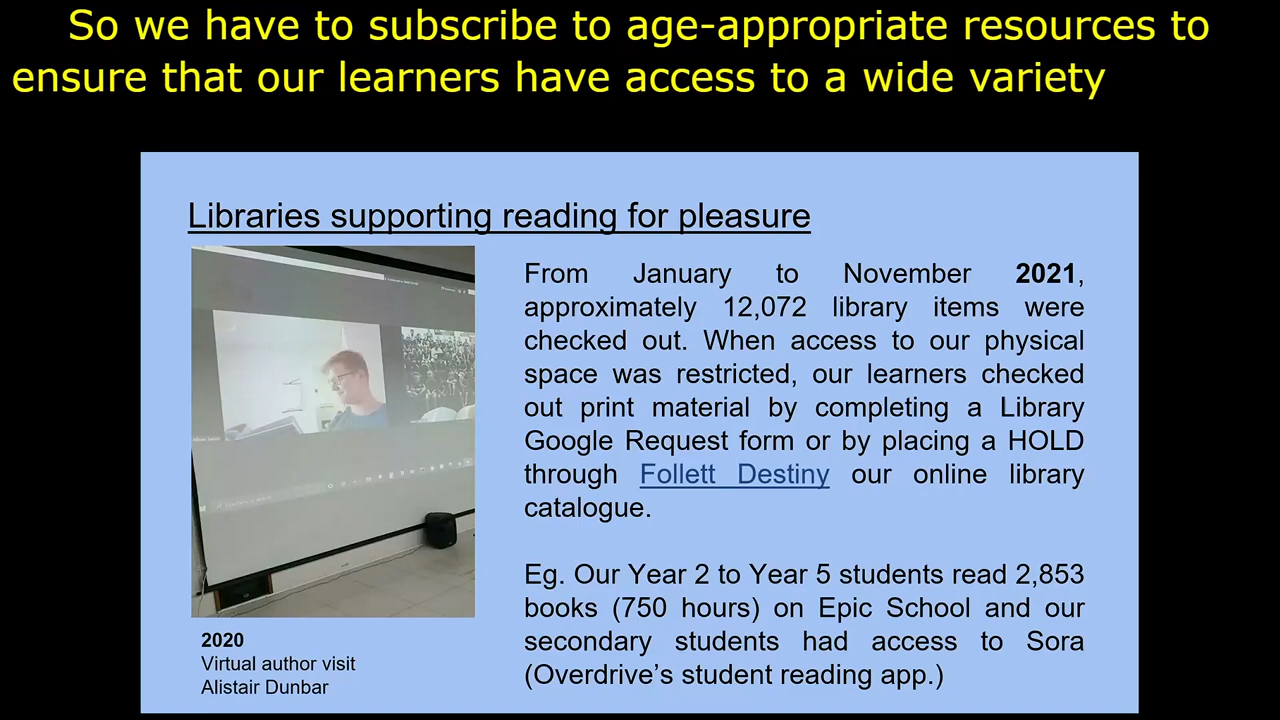 So we have to subscribe to age-appropriate resources to
ensure that our learners have access to a wide variety
Libraries supporting reading for pleasure
From January to November 2021,
approximately 12,072 library items were
checked out. When access to our physical
space was restricted, our learners checked
out print material by completing a Library
Google Request form or by placing a HOLD
through Follett Destiny our online library
catalogue.
Eg. Our Year 2 to Year 5 students read 2,853
books (750 hours) on Epic School and our
secondary students had access to Sora
(Overdrive's student reading app.)
2020
Virtual author visit
Alistair Dunbar